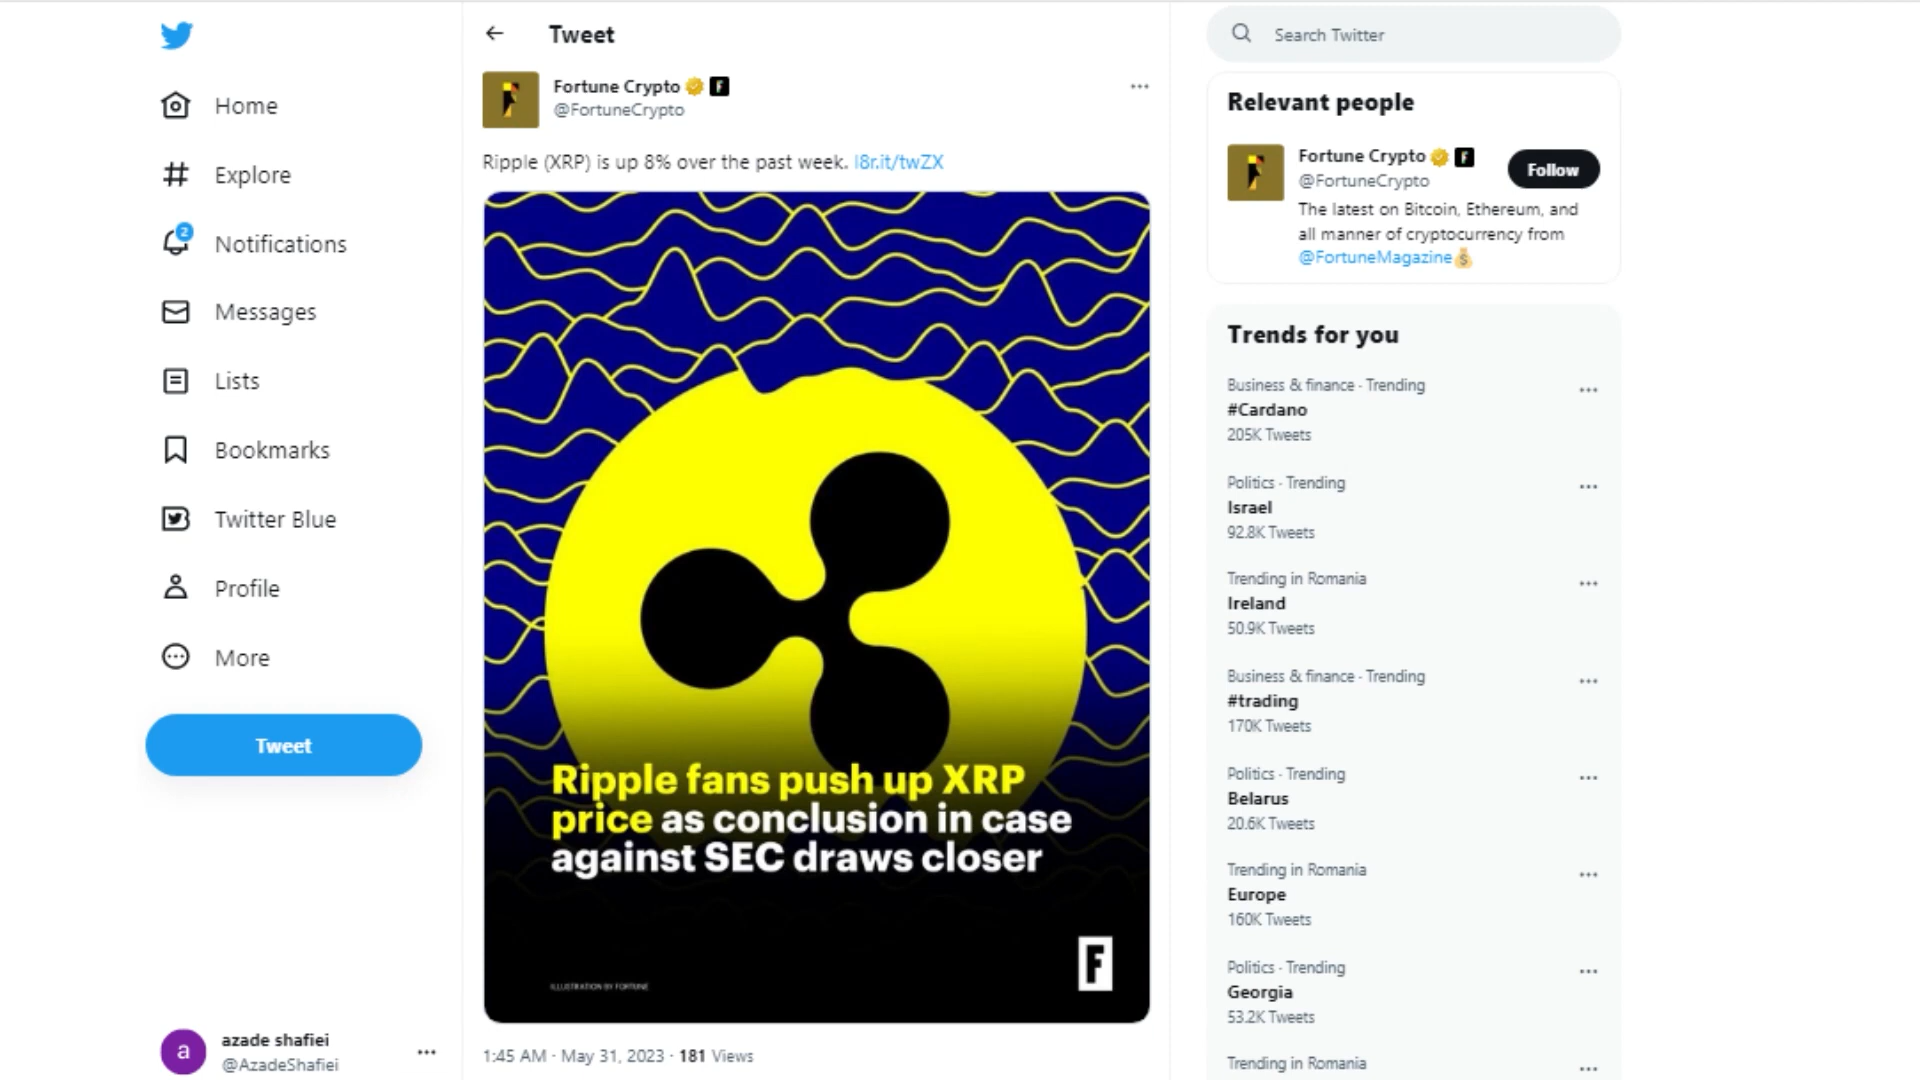 Home
Explore
2
Notifications
Messages
Lists
Bookmarks
Twitter Blue
Profile
More
Tweet
a
azade shafiei
@AzadeShafiei
Tweet
Fortune Crypto
@FortuneCrypto
Ripple (XRP) is up 8% over the past week. l8r.it/twZX
Ripple fans push up XRP
price as conclusion in case
against SEC draws closer
F
ILLUSTRATION BY FORTUNE
1:45 AM · May 31, 2023 · 181 Views
Search Twitter
Relevant people
Fortune Crypto
@FortuneCrypto
Follow
The latest on Bitcoin, Ethereum, and
all manner of cryptocurrency from
@FortuneMagazine
Trends for you
Business & finance · Trending
#Cardano
205K Tweets
Politics · Trending
Israel
92.8K Tweets
Trending in Romania
Ireland
50.9K Tweets
Business & finance · Trending
#trading
170K Tweets
Politics · Trending
Belarus
20.6K Tweets
Trending in Romania
Europe
160K Tweets
Politics · Trending
Georgia
53.2K Tweets
Trending in Romania